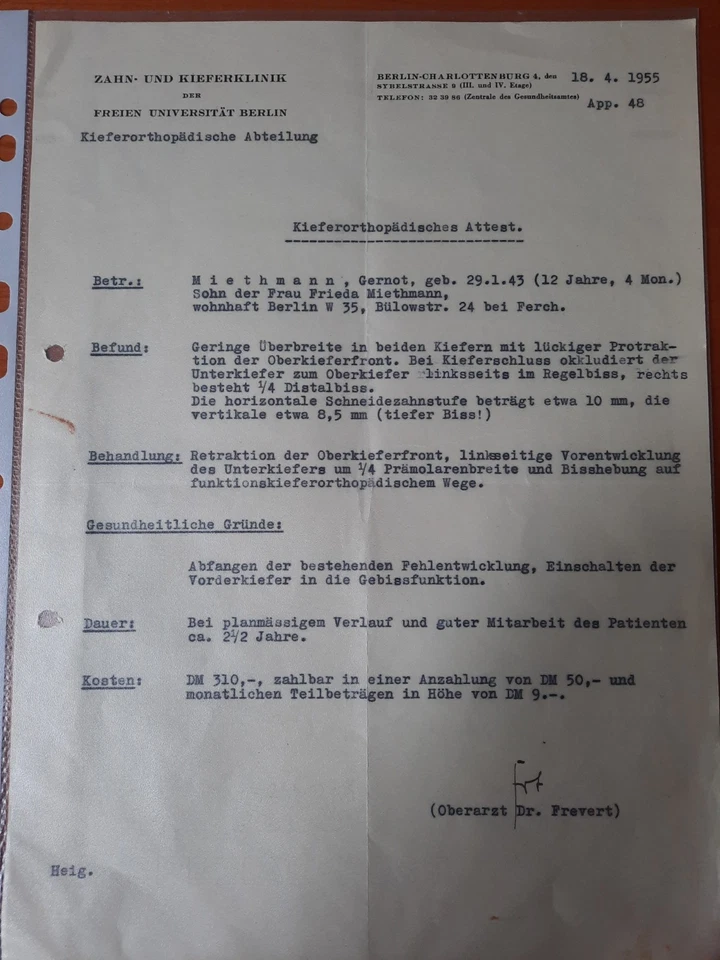 ZAHN- UND KIEFERKLINIK
DER
FREIEN UNIVERSITÄT BERLIN
Kieferorthopädische Abteilung
BERLIN-CHARLOTTENBURG 4, den 18. 4. 1955
SYBELSTRASSE 9 (III. und IV. Etage)
TELEFON: 32 39 86 (Zentrale des Gesundheitsamtes) App. 48
Kieferorthopädisches Attest.
Betr.: M i e t h m a n n , Gernot, geb. 29.1.43 (12 Jahre, 4 Mon.)
Sohn der Frau Frieda Miethmann,
wohnhaft Berlin W 35, Bülowstr. 24 bei Ferch.
Befund: Geringe Überbreite in beiden Kiefern mit lückiger Protrak-
tion der Oberkieferfront. Bei Kieferschluss okkludiert der
Unterkiefer zum Oberkiefer linksseits im Regelbiss, rechts
besteht 1/4 Distalbiss.
Die horizontale Schneidezahnstufe beträgt etwa 10 mm, die
vertikale etwa 8,5 mm (tiefer Biss!)
Behandlung: Retraktion der Oberkieferfront, linksseitige Vorentwicklung
des Unterkiefers um 1/4 Prämolarenbreite und Bisshebung auf
funktionskieferorthopädischem Wege.
Gesundheitliche Gründe:
Abfangen der bestehenden Fehlentwicklung, Einschalten der
Vorderkiefer in die Gebissfunktion.
Dauer: Bei planmässigem Verlauf und guter Mitarbeit des Patienten
ca. 2 1/2 Jahre.
Kosten: DM 310,-, zahlbar in einer Anzahlung von DM 50,- und
monatlichen Teilbeträgen in Höhe von DM 9.-.
(Oberarzt Dr. Frevert)
Heig.